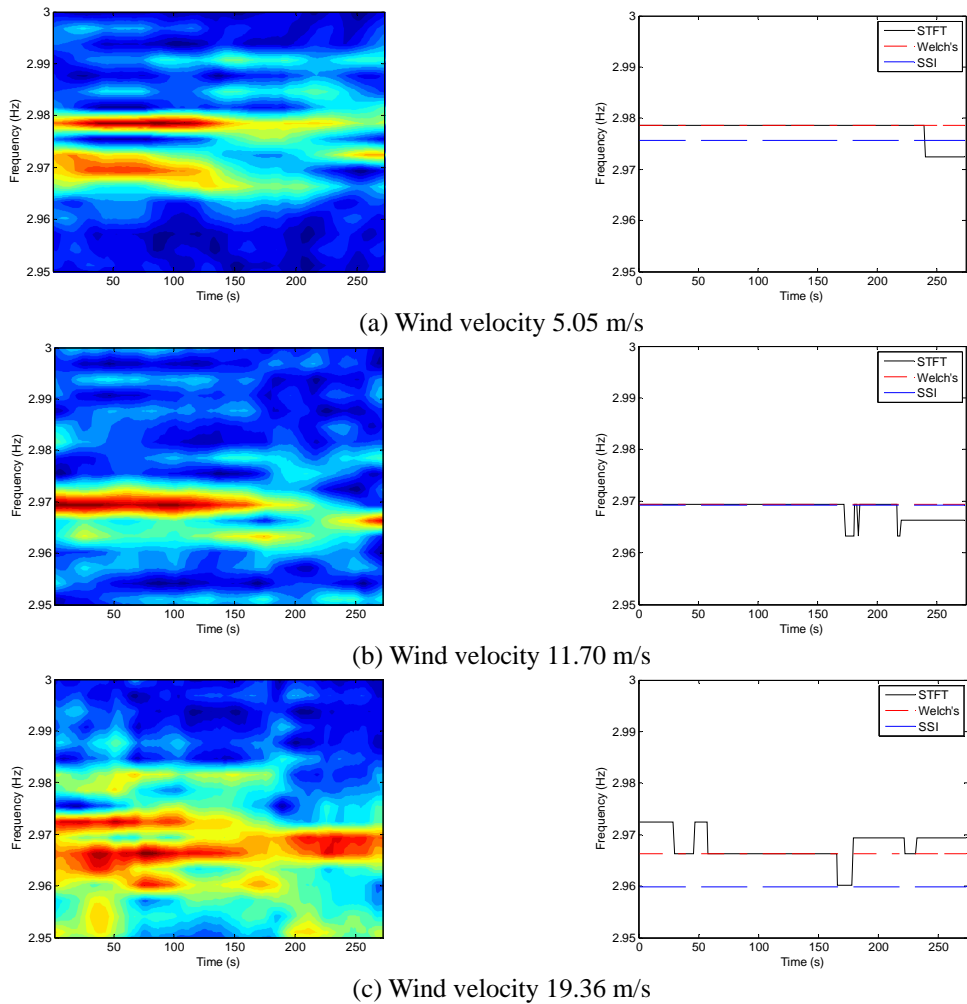 3
2.99
2.98
2.97
2.96
2.95
Frequency (Hz)
50 100 150 200 250
Time (s)
3
2.99
2.98
2.97
2.96
2.95
Frequency (Hz)
0 50 100 150 200 250
Time (s)
STFT
Welch's
SSI
(a) Wind velocity 5.05 m/s
3
2.99
2.98
2.97
2.96
2.95
Frequency (Hz)
50 100 150 200 250
Time (s)
3
2.99
2.98
2.97
2.96
2.95
Frequency (Hz)
0 50 100 150 200 250
Time (s)
STFT
Welch's
SSI
(b) Wind velocity 11.70 m/s
3
2.99
2.98
2.97
2.96
2.95
Frequency (Hz)
50 100 150 200 250
Time (s)
3
2.99
2.98
2.97
2.96
2.95
Frequency (Hz)
0 50 100 150 200 250
Time (s)
STFT
Welch's
SSI
(c) Wind velocity 19.36 m/s